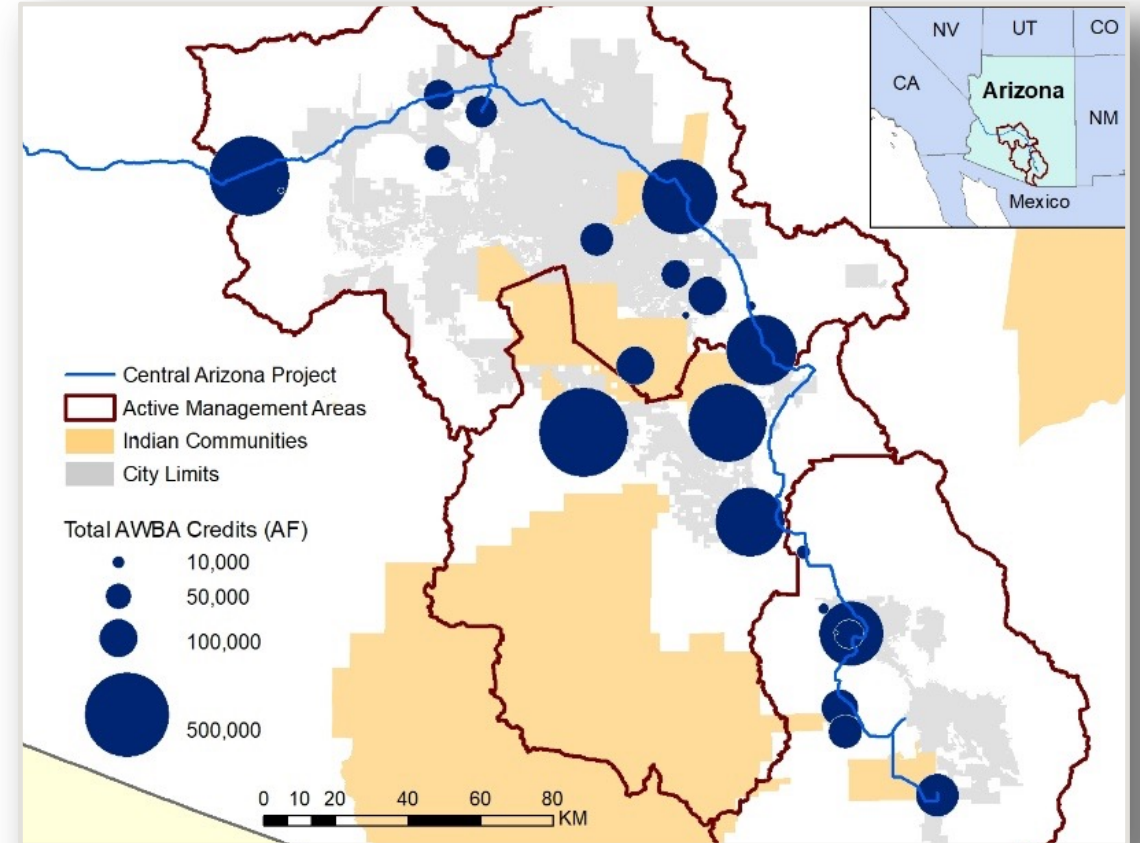 NV
UT
CO
CA
Arizona
NM
Mexico
Central Arizona Project
Active Management Areas
Indian Communities
City Limits
Total AWBA Credits (AF)
10,000
50,000
100,000
500,000
0 10 20 40 60 80
KM